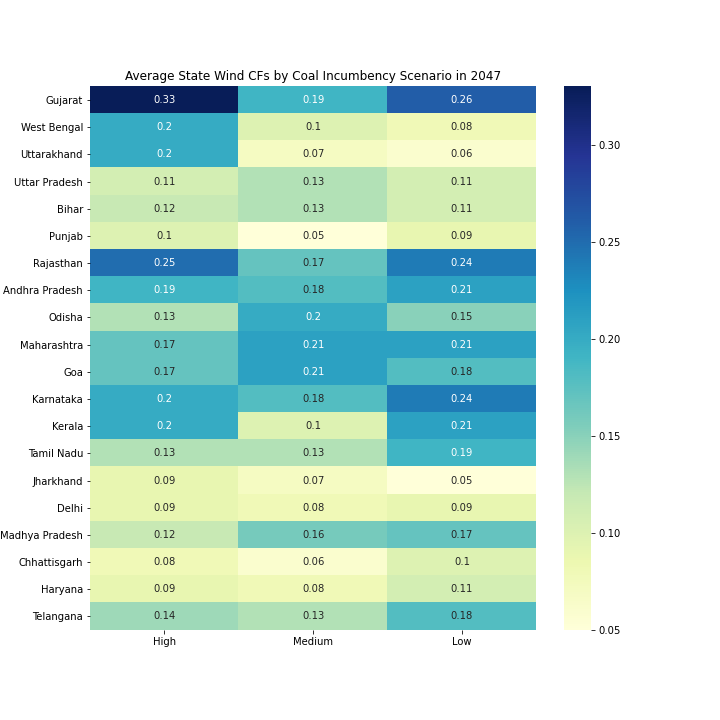 Average State Wind CFs by Coal Incumbency Scenario in 2047
Gujarat 0.33 0.19 0.26
West Bengal 0.2 0.1 0.08
Uttarakhand 0.2 0.07 0.06
Uttar Pradesh 0.11 0.13 0.11
Bihar 0.12 0.13 0.11
Punjab 0.1 0.05 0.09
Rajasthan 0.25 0.17 0.24
Andhra Pradesh 0.19 0.18 0.21
Odisha 0.13 0.2 0.15
Maharashtra 0.17 0.21 0.21
Goa 0.17 0.21 0.18
Karnataka 0.2 0.18 0.24
Kerala 0.2 0.1 0.21
Tamil Nadu 0.13 0.13 0.19
Jharkhand 0.09 0.07 0.05
Delhi 0.09 0.08 0.09
Madhya Pradesh 0.12 0.16 0.17
Chhattisgarh 0.08 0.06 0.1
Haryana 0.09 0.08 0.11
Telangana 0.14 0.13 0.18
High Medium Low
0.30
0.25
0.20
0.15
0.10
0.05